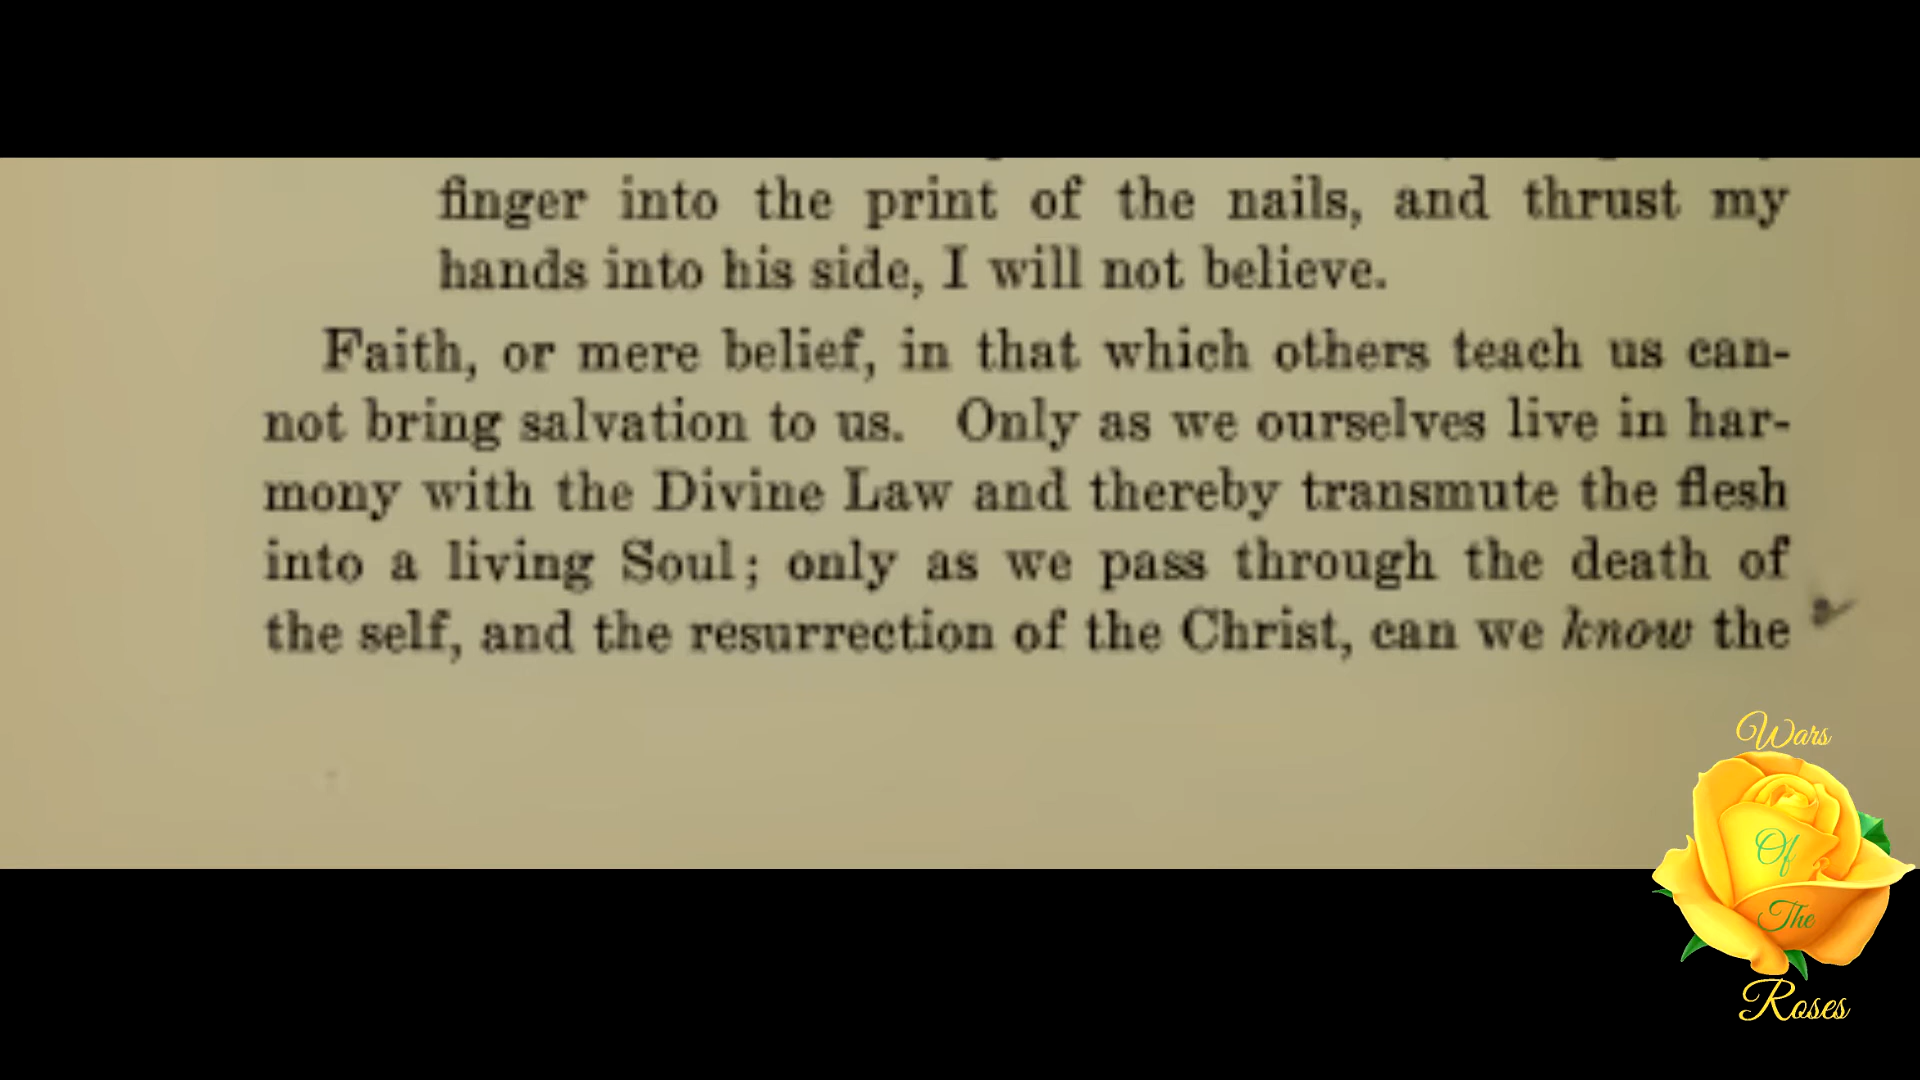 finger into the print of the nails, and thrust my
hands into his side, I will not believe.
Faith, or mere belief, in that which others teach us can-
not bring salvation to us. Only as we ourselves live in har-
mony with the Divine Law and thereby transmute the flesh
into a living Soul; only as we pass through the death of
the self, and the resurrection of the Christ, can we know the
Wars
Of
The
Roses